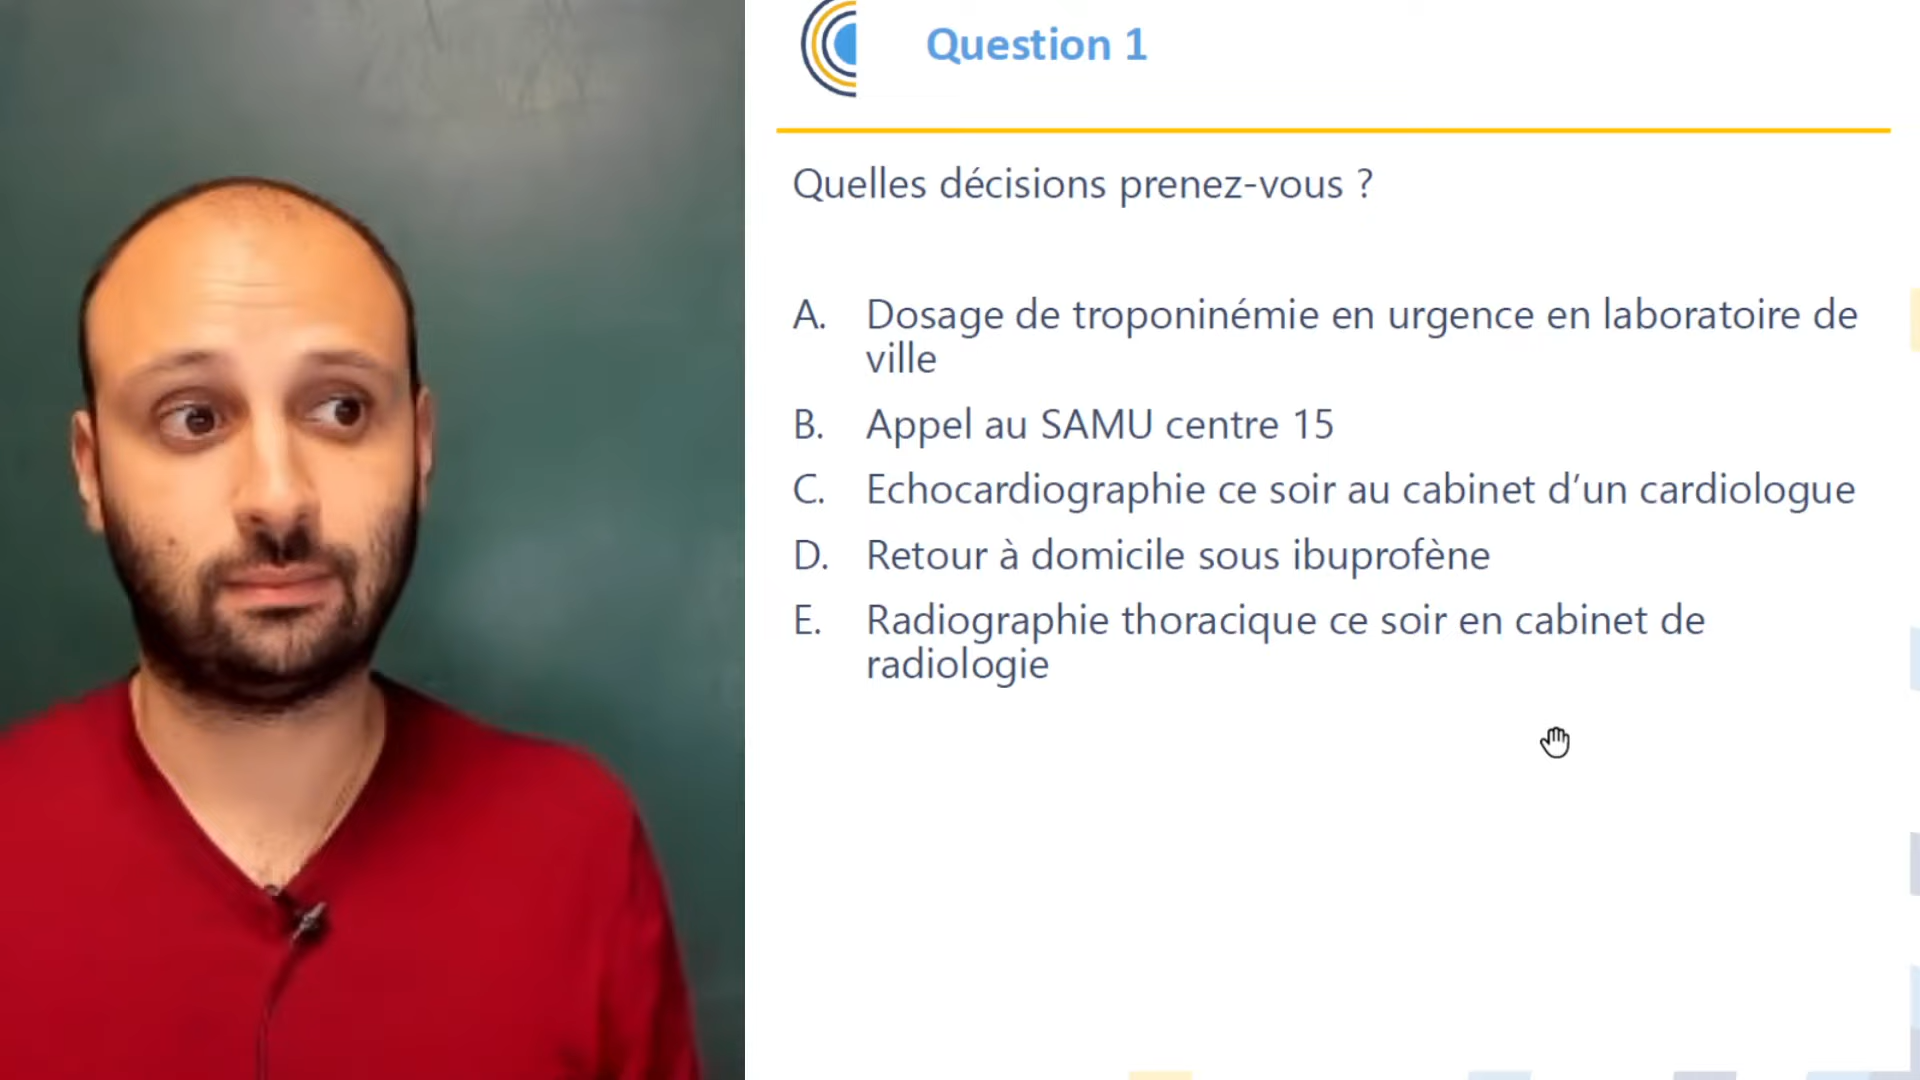 Question 1
Quelles décisions prenez-vous ?
A. Dosage de troponinémie en urgence en laboratoire de
ville
B. Appel au SAMU centre 15
C. Echocardiographie ce soir au cabinet d’un cardiologue
D. Retour à domicile sous ibuprofène
E. Radiographie thoracique ce soir en cabinet de
radiologie